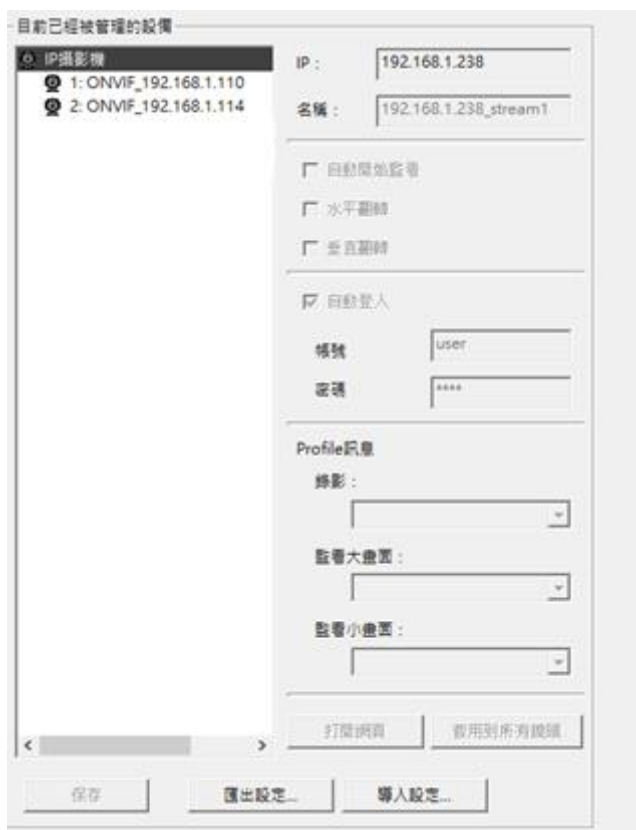 目前已經被管理的設備
IP攝影機
1: ONVIF_192.168.1.110
2: ONVIF_192.168.1.114
IP：
192.168.1.238
名稱：
192.168.1.238_stream1
自動開始監看
水平翻轉
垂直翻轉
自動登入
帳號
user
密碼
****
Profile訊息
錄影：
監看大畫面：
監看小畫面：
打開網頁
套用到所有鏡頭
保存
匯出設定...
導入設定...